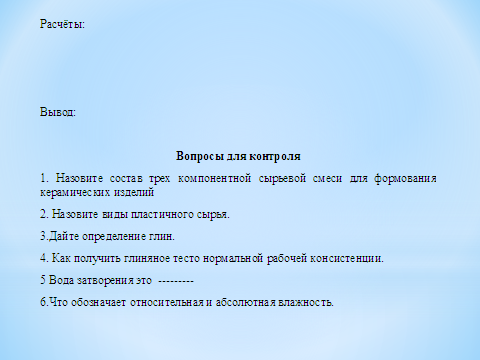 Расчёты:
Вывод:
Вопросы для контроля
1. Назовите состав трех компонентной сырьевой смеси для формования
керамических изделий
2. Назовите виды пластичного сырья.
3.Дайте определение глин.
4. Как получить глиняное тесто нормальной рабочей консистенции.
5 Вода затворения это ---------
6.Что обозначает относительная и абсолютная влажность.